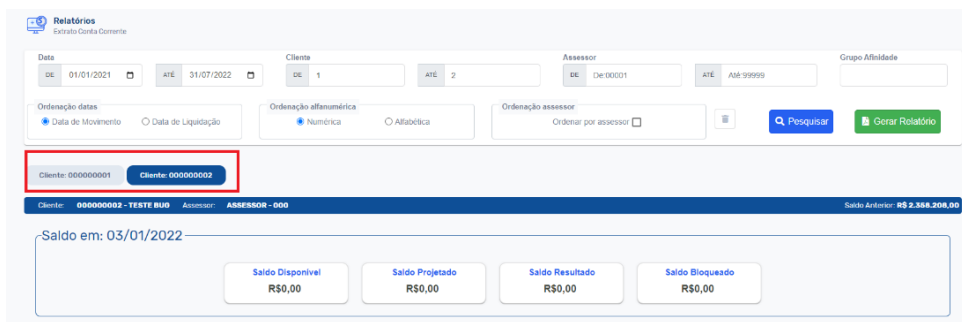 Relatórios
Extrato Conta Corrente
Data Cliente Assessor Grupo Afinidade
DE 01/01/2021 ATÉ 31/07/2022 DE 1 ATÉ 2 DE De:00001 ATÉ Até:99999
Ordenação datas Ordenação alfanumérica Ordenação assessor
Data de Movimento Data de Liquidação Numérica Alfabética Ordenar por assessor Pesquisar Gerar Relatório
Cliente: 000000001 Cliente: 000000002
Cliente: 000000002 - TESTE BUG Assessor: ASSESSOR - 000 Saldo Anterior: R$ 2.358.208,00
Saldo em: 03/01/2022
Saldo Disponível Saldo Projetado Saldo Resultado Saldo Bloqueado
R$0,00 R$0,00 R$0,00 R$0,00